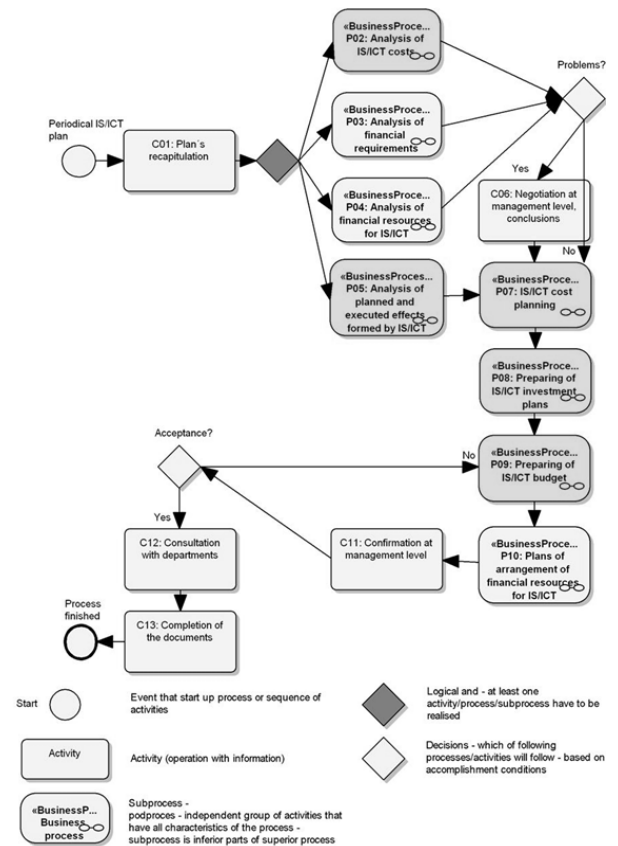 «BusinessProce...
P02: Analysis of
IS/ICT costs
Problems?
Periodical IS/ICT
plan
C01: Plan´s
recapitulation
«BusinessProce...
P03: Analysis of
financial
requirements
Yes
«BusinessProce...
P04: Analysis of
financial resources
for IS/ICT
C06: Negotiation at
management level,
conclusions
No
«BusinessProces...
P05: Analysis of
planned and
executed effects
formed by IS/ICT
«BusinessProce...
P07: IS/ICT cost
planning
«BusinessProce...
P08: Preparing of
IS/ICT investment
plans
Acceptance?
No
«BusinessProce...
P09: Preparing of
IS/ICT budget
Yes
C12: Consultation
with departments
C11: Confirmation at
management level
«BusinessProce...
P10: Plans of
arrangement of
financial resources
for IS/ICT
Process
finished
C13: Completion of
the documents
Start
Event that start up process or sequence of
activities
Logical and - at least one
activity/process/subprocess have to be
realised
Activity
Activity (operation with information)
Decisions - which of following
processes/activities will follow - based on
accomplishment conditions
«BusinessP...
Business
process
Subprocess -
podproces - independent group of activities that
have all characteristics of the process -
subprocess is inferior parts of superior process